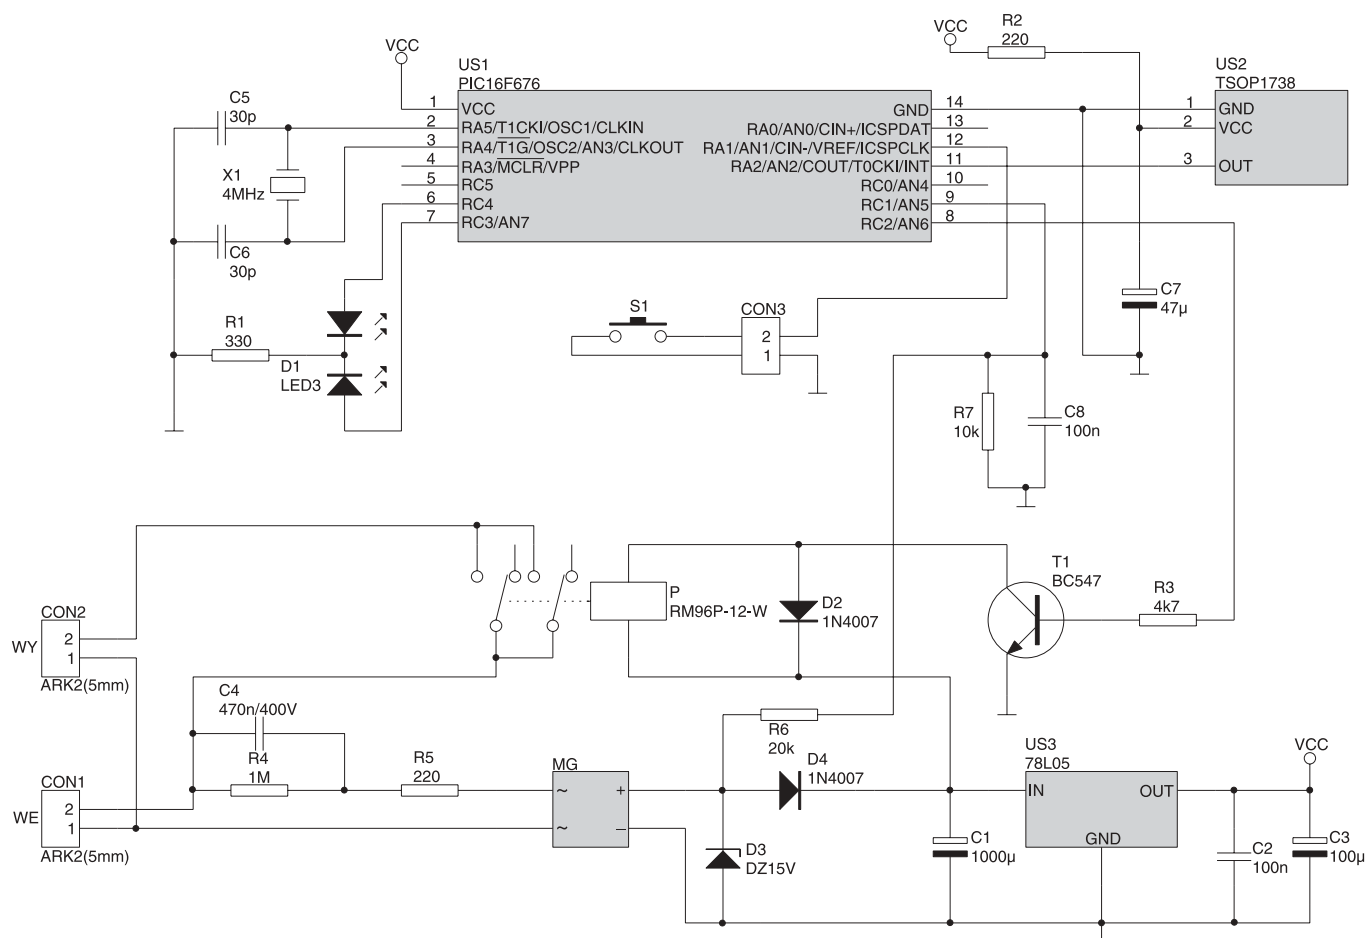 VCC
US1
PIC16F676
1 VCC
2 RA5/T1CKI/OSC1/CLKIN
3 RA4/T1G/OSC2/AN3/CLKOUT
4 RA3/MCLR/VPP
5 RC5
6 RC4
7 RC3/AN7
GND 14
RA0/AN0/CIN+/ICSPDAT 13
RA1/AN1/CIN-/VREF/ICSPCLK 12
RA2/AN2/COUT/T0CKI/INT 11
RC0/AN4 10
RC1/AN5 9
RC2/AN6 8
VCC
R2
220
US2
TSOP1738
1 GND
2 VCC
3 OUT
C5
30p
X1
4MHz
C6
30p
R1
330
D1
LED3
S1
CON3
2
1
C7
47µ
R7
10k
C8
100n
CON2
WY
2
1
ARK2(5mm)
P
RM96P-12-W
D2
1N4007
T1
BC547
R3
4k7
C4
470n/400V
R4
1M
R5
220
CON1
WE
2
1
ARK2(5mm)
MG
~ +
~ –
R6
20k
D4
1N4007
D3
DZ15V
US3
78L05
IN OUT
GND
VCC
C1
1000µ
C2
100n
C3
100µ